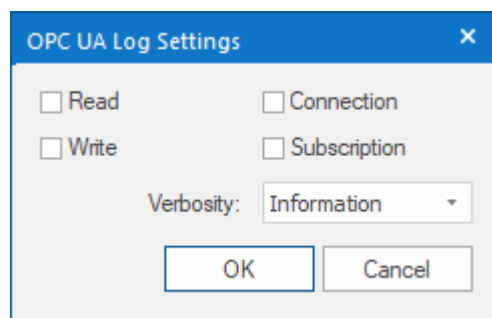 OPC UA Log Settings
Read Connection
Write Subscription
Verbosity: Information
OK Cancel